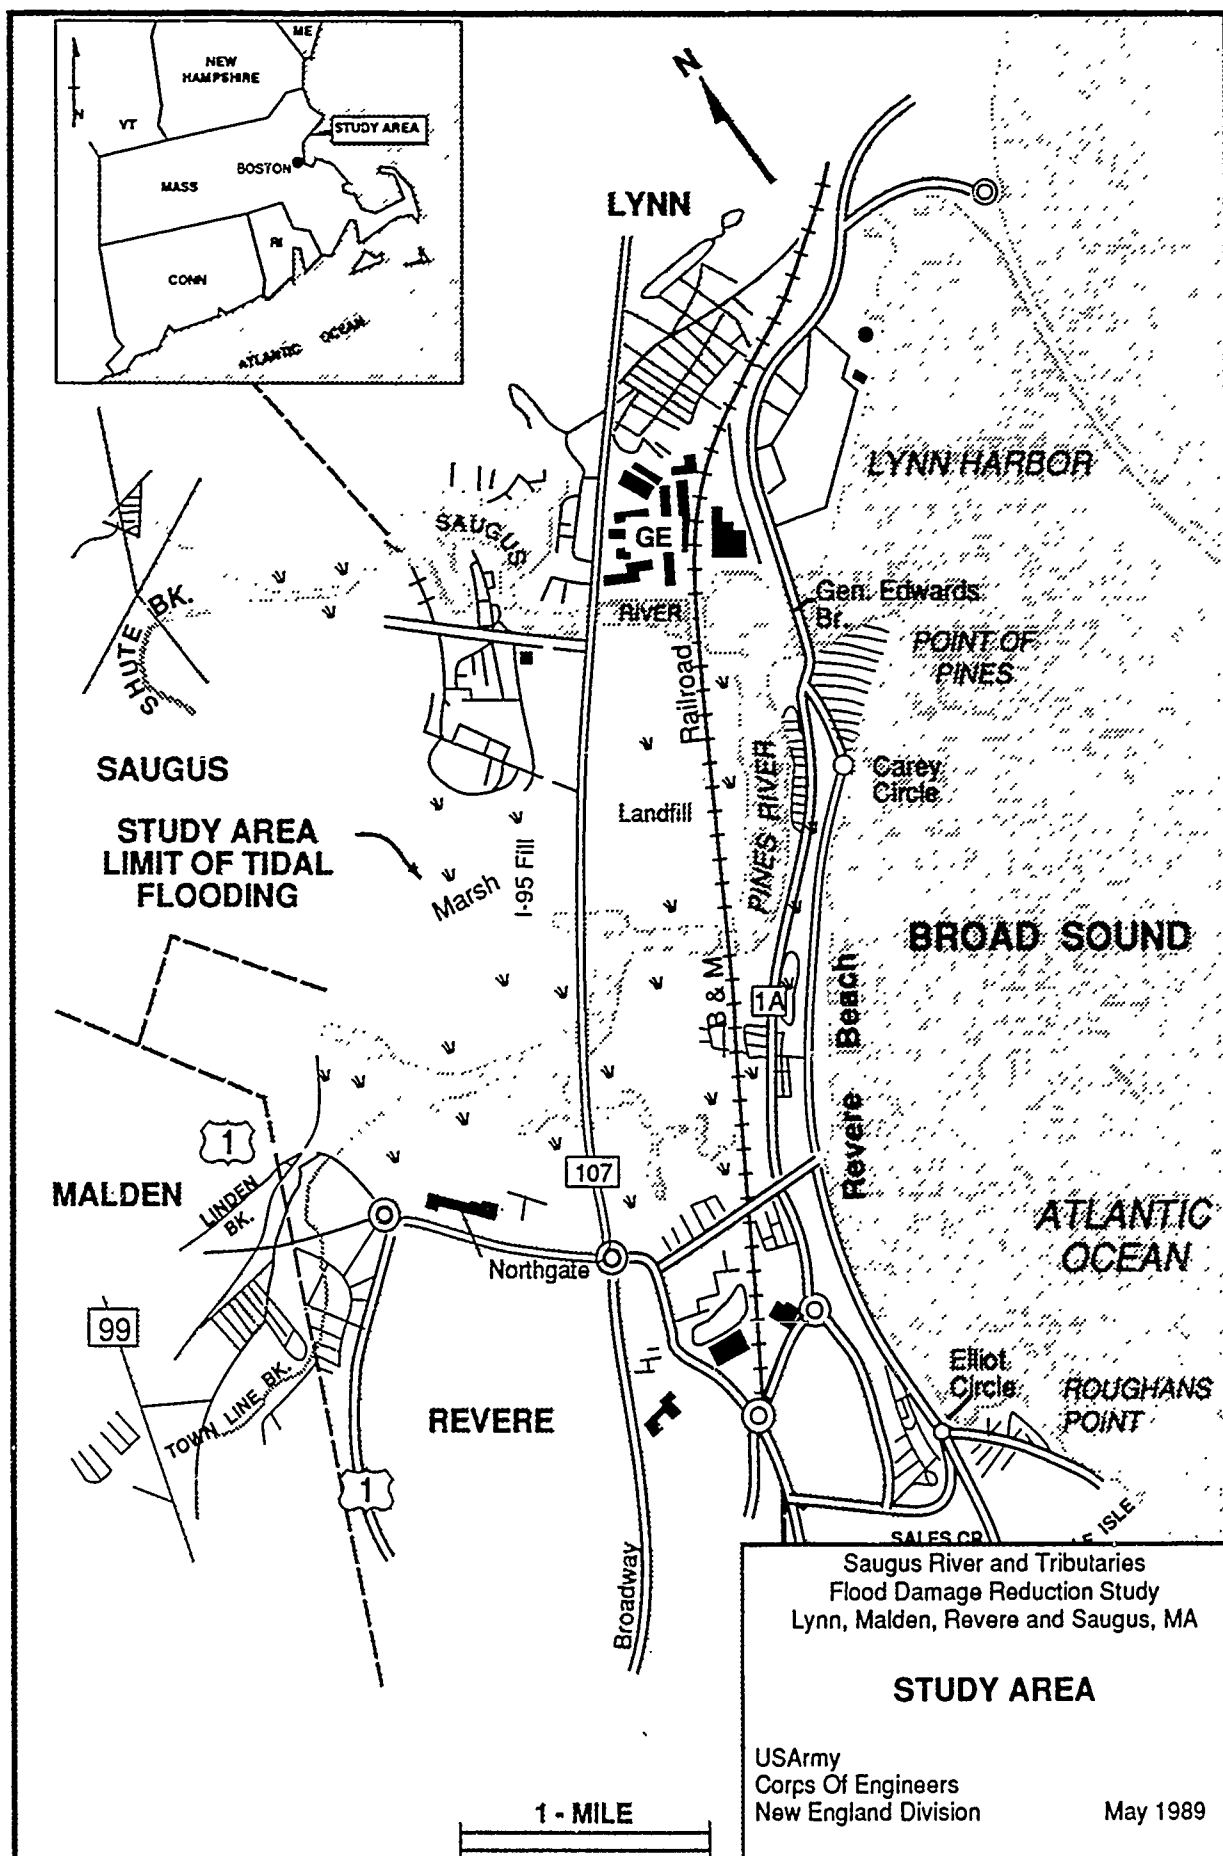 ME
NEW
HAMPSHIRE
N
VT
STUDY AREA
BOSTON
MASS
RI
CONN
ATLANTIC OCEAN
N
LYNN
LYNN HARBOR
SAUGUS
GE
RIVER
Gen. Edwards
Br.
POINT OF
PINES
SHUTE BK.
Railroad
SAUGUS
PINES RIVER
Carey
Circle
Landfill
STUDY AREA
LIMIT OF TIDAL
FLOODING
Marsh
I-95 Fill
BROAD SOUND
B & M
1A
Revere Beach
1
107
MALDEN
LINDEN
BK.
ATLANTIC
OCEAN
Northgate
99
TOWN LINE BK.
REVERE
Elliot
Circle
ROUGHANS
POINT
1
SALES CR
LE ISLE
Broadway
Saugus River and Tributaries
Flood Damage Reduction Study
Lynn, Malden, Revere and Saugus, MA
STUDY AREA
USArmy
Corps Of Engineers
New England Division May 1989
1 - MILE